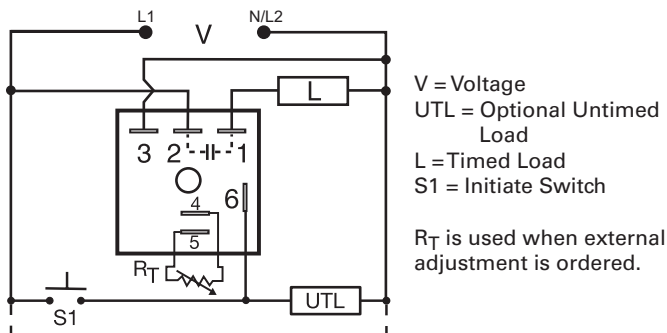 L1 V N/L2
L
3 2 1
6
4
5
RT
S1
UTL
V = Voltage
UTL = Optional Untimed
Load
L = Timed Load
S1 = Initiate Switch
RT is used when external
adjustment is ordered.